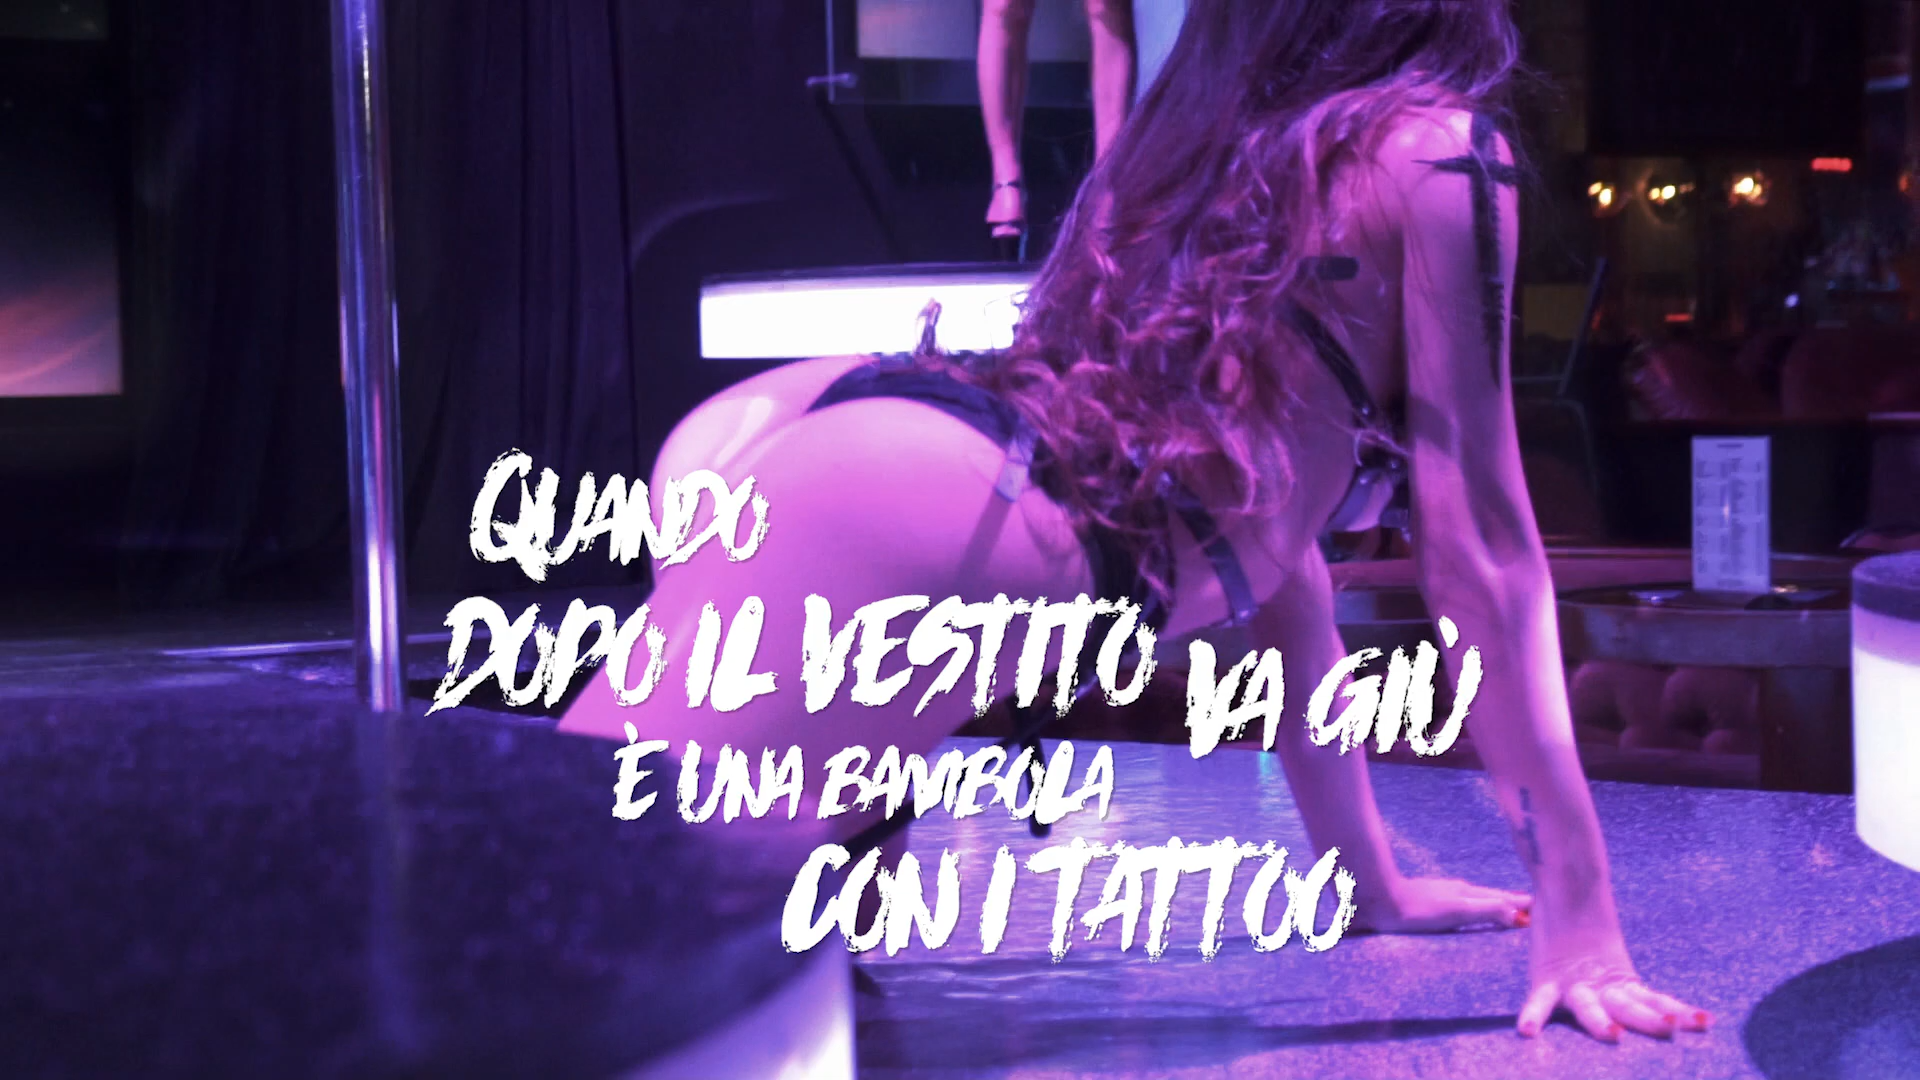 QUANDO
DOPO IL VESTITO VA GIÙ
È UNA BAMBOLA
CON I TATTOO